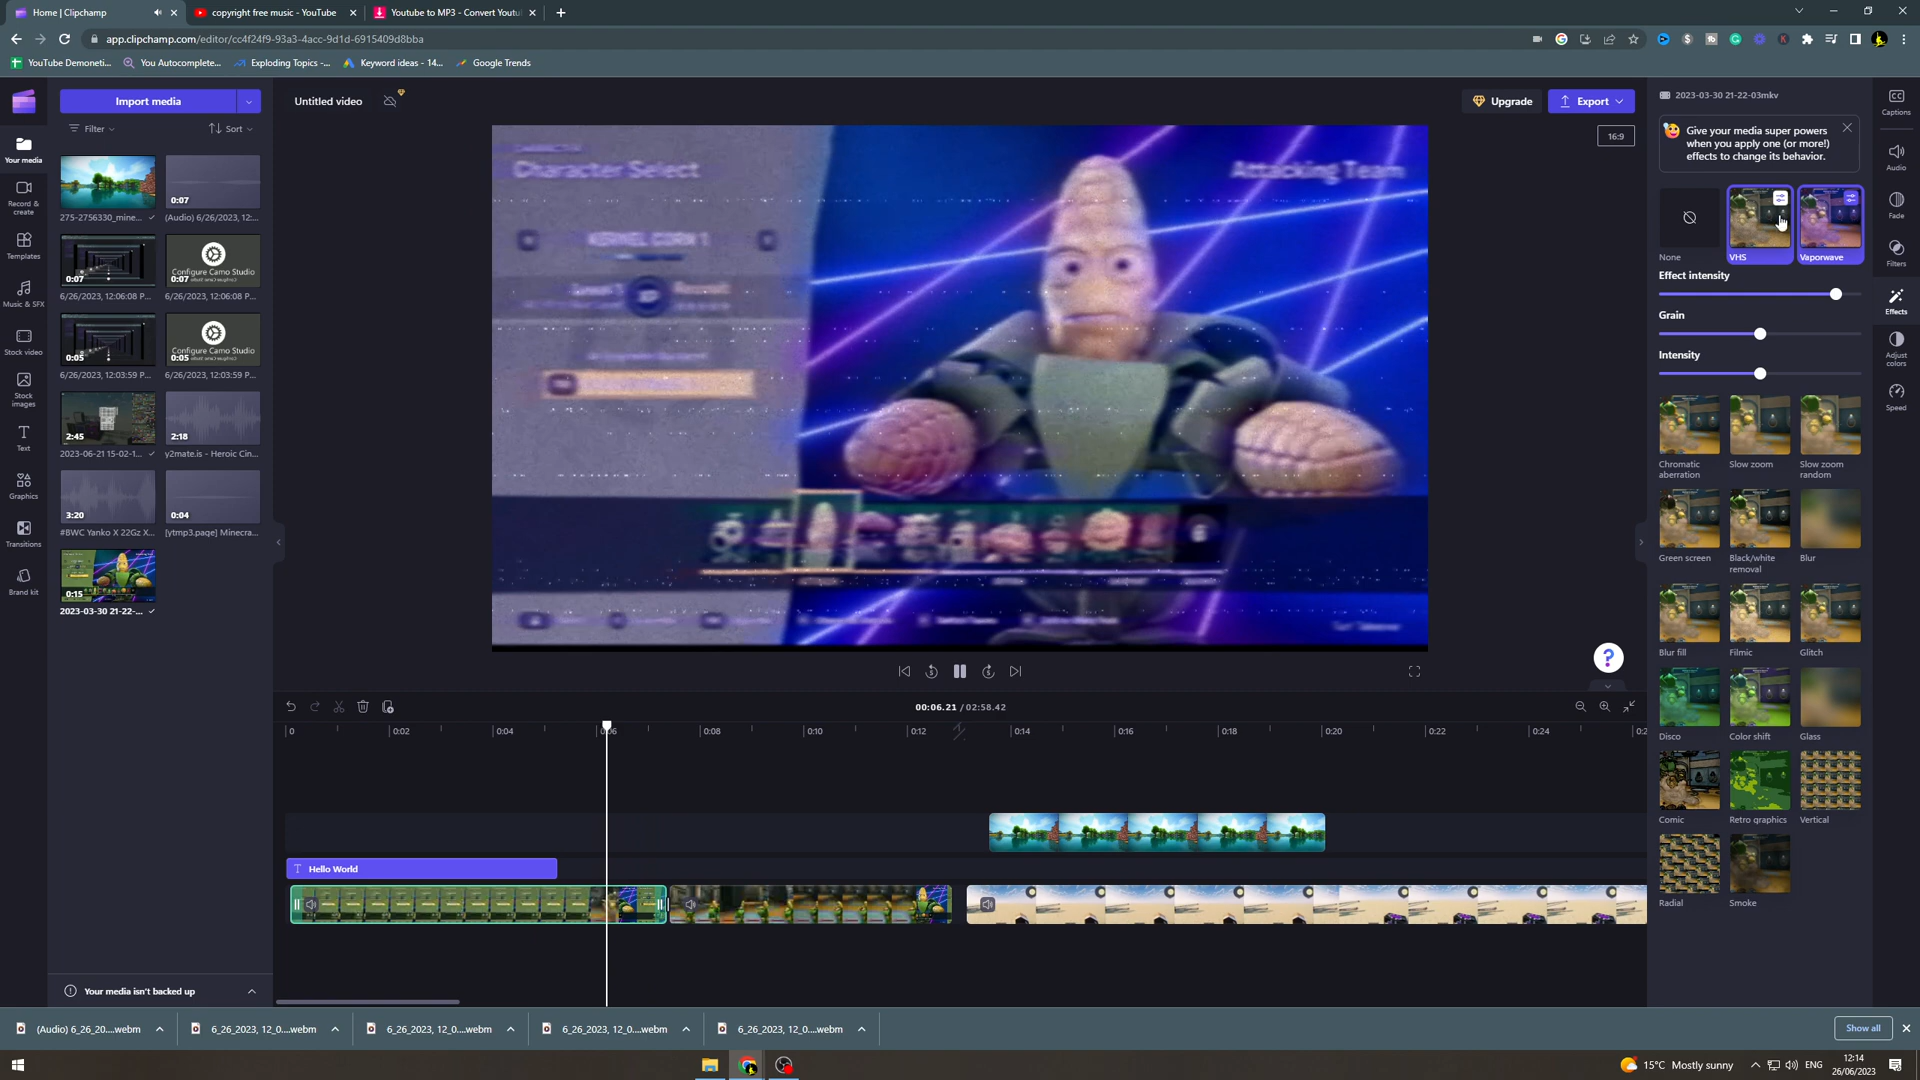 Home | Clipchamp
copyright free music - YouTube
Youtube to MP3 - Convert Youtu
app.clipchamp.com/editor/cc4f24f9-93a3-4acc-9d1d-6915409d8bba
YouTube Demoneti...
You Autocomplete...
Exploding Topics -...
Keyword ideas - 14...
Google Trends
Import media
Filter
Sort
Your media
Record & create
Templates
Music & SFX
Stock video
Stock images
Text
Graphics
Transitions
Brand kit
275-2756330_mine...
0:07
(Audio) 6/26/2023, 12:...
0:07
6/26/2023, 12:06:08 P...
Configure Camo Studio
0:07
6/26/2023, 12:06:08 P...
0:05
6/26/2023, 12:03:59 P...
Configure Camo Studio
0:05
6/26/2023, 12:03:59 P...
2:45
2023-06-21 15-02-1...
2:18
y2mate.is - Heroic Cin...
3:20
#BWC Yanko X 22Gz X...
0:04
[ytmp3.page] Minecra...
0:15
2023-03-30 21-22-...
Your media isn't backed up
Untitled video
Upgrade
Export
16:9
Character Select
Attacking Team
KERNEL CORN 1
00:06.21 / 02:58.42
0
0:02
0:04
0:06
0:08
0:10
0:12
0:14
0:16
0:18
0:20
0:22
0:24
Hello World
2023-03-30 21-22-03mkv
Give your media super powers
when you apply one (or more!)
effects to change its behavior.
None
VHS
Vaporwave
Effect intensity
Grain
Intensity
Chromatic aberration
Slow zoom
Slow zoom random
Green screen
Black/white removal
Blur
Blur fill
Filmic
Glitch
Disco
Color shift
Glass
Comic
Retro graphics
Vertical
Radial
Smoke
Captions
Audio
Fade
Filters
Effects
Adjust colors
Speed
(Audio) 6_26_20....webm
6_26_2023, 12_0....webm
6_26_2023, 12_0....webm
6_26_2023, 12_0....webm
6_26_2023, 12_0....webm
Show all
15°C Mostly sunny
ENG
12:14
26/06/2023